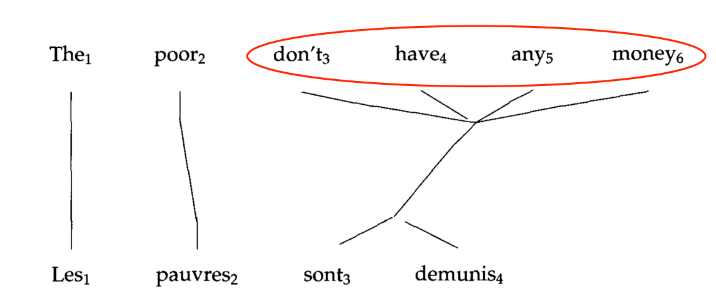 The₁ poor₂ don't₃ have₄ any₅ money₆
Les₁ pauvres₂ sont₃ demunis₄